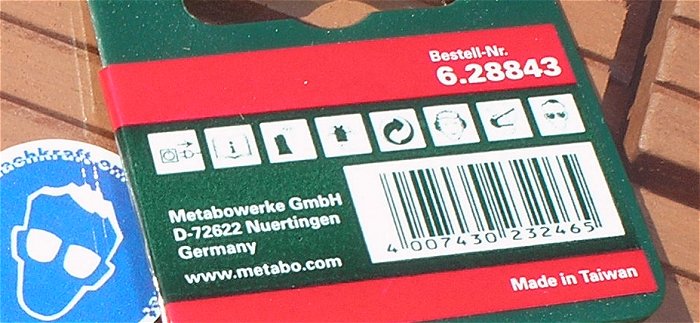 Bestell-Nr.
6.28843
Metabowerke GmbH
D-72622 Nuertingen
Germany
www.metabo.com
4 007430 232465
Made in Taiwan